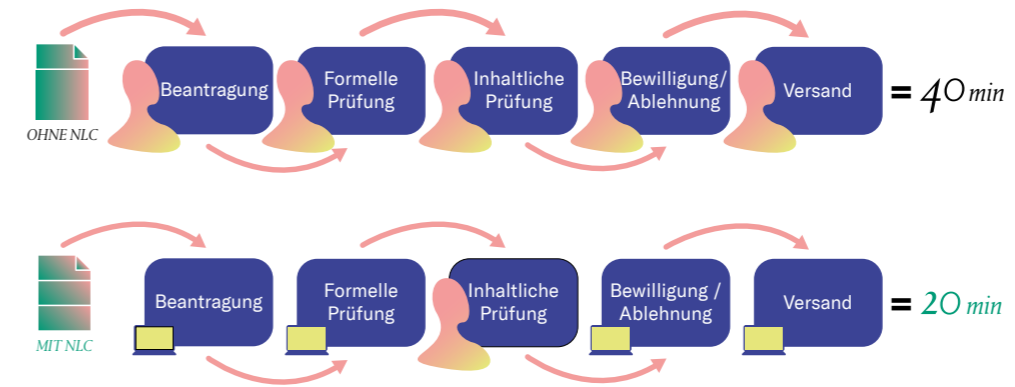 OHNE NLC
Beantragung
Formelle
Prüfung
Inhaltliche
Prüfung
Bewilligung/
Ablehnung
Versand
= 40 min
MIT NLC
Beantragung
Formelle
Prüfung
Inhaltliche
Prüfung
Bewilligung /
Ablehnung
Versand
= 20 min